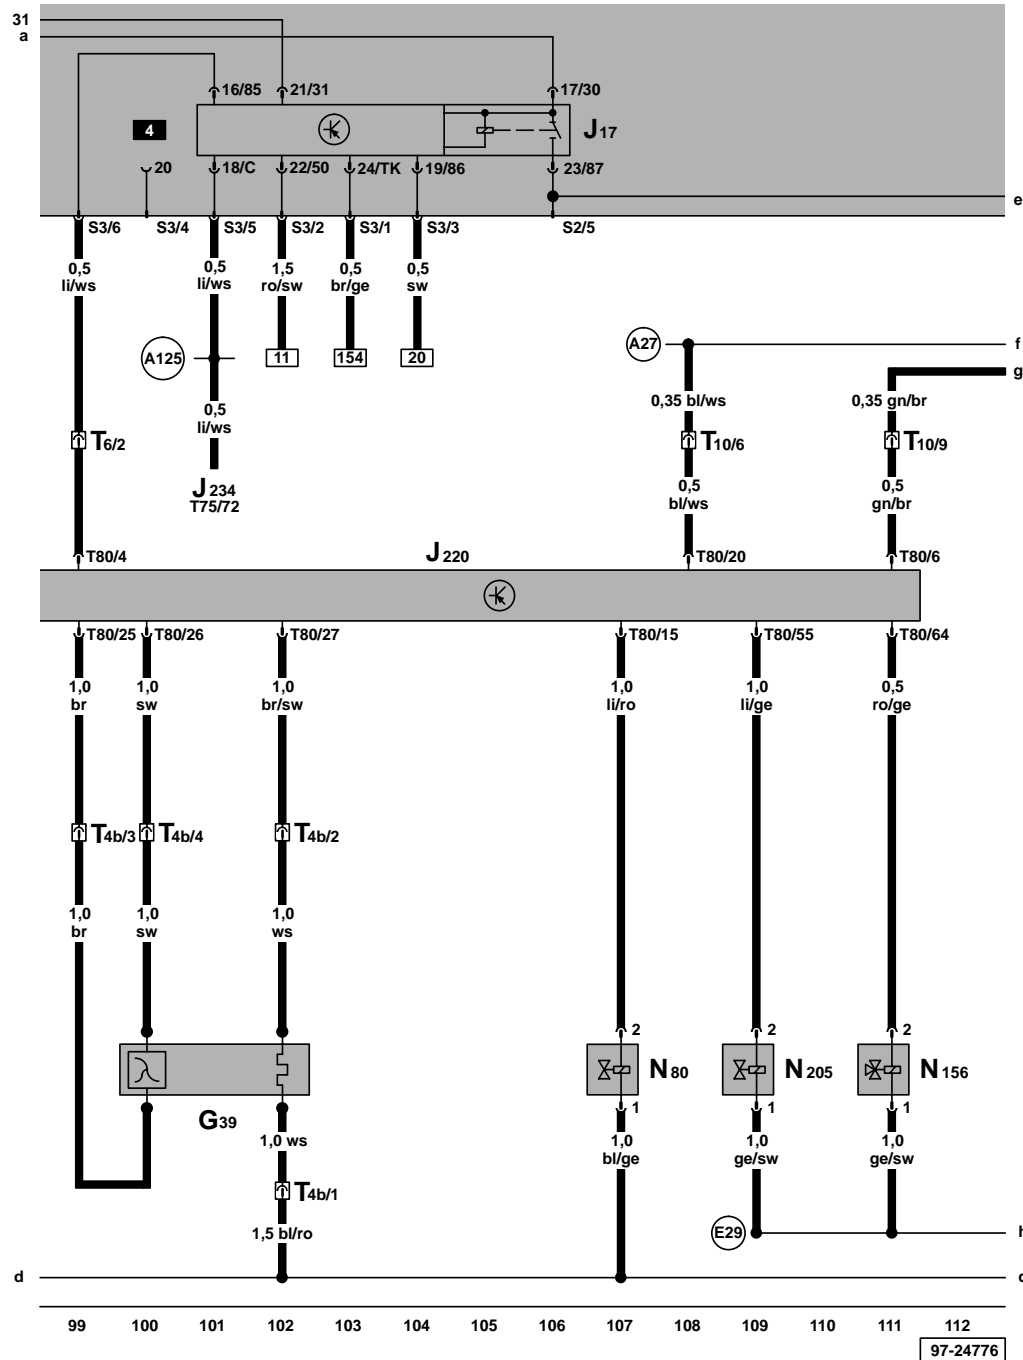 31
a
16/85 21/31 17/30
4
J17
20 18/C 22/50 24/TK 19/86 23/87
e
S3/6 S3/4 S3/5 S3/2 S3/1 S3/3 S2/5
0,5 0,5 1,5 0,5 0,5
li/ws li/ws ro/sw br/ge sw
A125 11 154 20 A27 f
g
0,5
li/ws
0,35 bl/ws 0,35 gn/br
T6/2 T10/6 T10/9
J234
T75/72
0,5 0,5
bl/ws gn/br
T80/4 J220 T80/20 T80/6
T80/25 T80/26 T80/27 T80/15 T80/55 T80/64
1,0 1,0 1,0 1,0 1,0 0,5
br sw br/sw li/ro li/ge ro/ge
T4b/3 T4b/4 T4b/2
1,0 1,0 1,0
br sw ws
2 2 2
N80 N205 N156
G39
1 1 1
1,0 ws
1,0 1,0 1,0
bl/ge ge/sw ge/sw
T4b/1
1,5 bl/ro
E29
d
99 100 101 102 103 104 105 106 107 108 109 110 111 112
97-24776